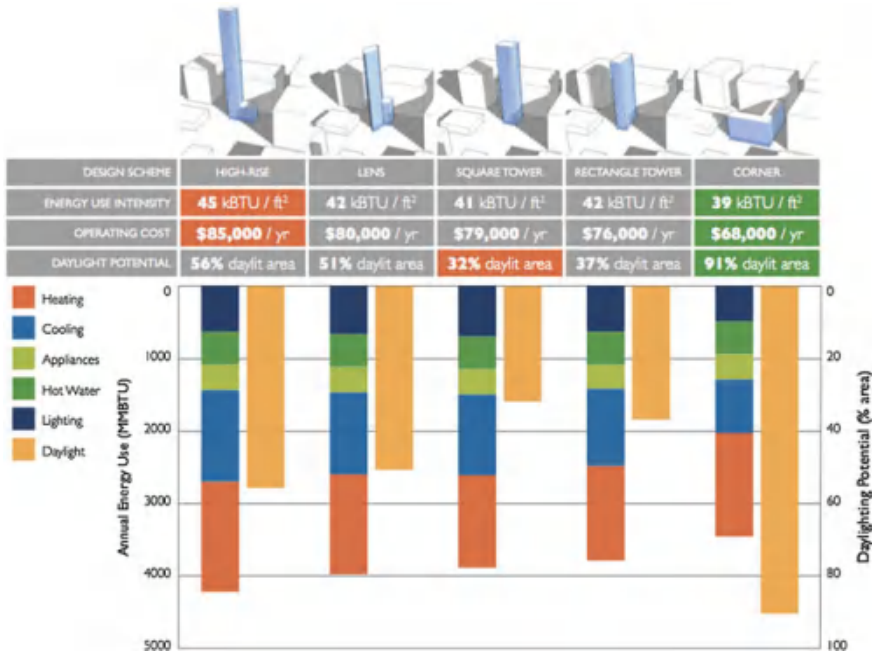 DESIGN SCHEME HIGH-RISE LENS SQUARE TOWER RECTANGLE TOWER CORNER
ENERGY USE INTENSITY 45 kBTU / ft² 42 kBTU / ft² 41 kBTU / ft² 42 kBTU / ft² 39 kBTU / ft²
OPERATING COST $85,000 / yr $80,000 / yr $79,000 / yr $76,000 / yr $68,000 / yr
DAYLIGHT POTENTIAL 56% daylit area 51% daylit area 32% daylit area 37% daylit area 91% daylit area
Heating
Cooling
Appliances
Hot Water
Lighting
Daylight
Annual Energy Use (MMBTU)
0
1000
2000
3000
4000
5000
0
20
40
60
80
100
Daylighting Potential (% area)